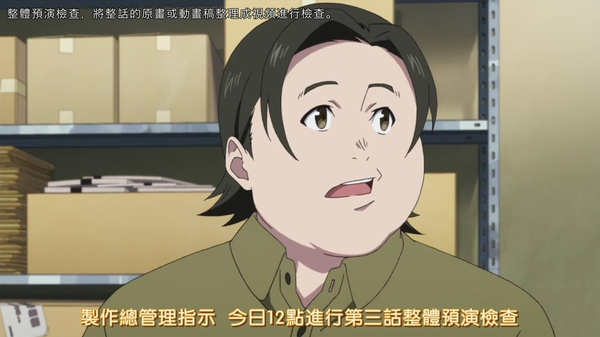 整體預演檢查，將整話的原畫或動畫稿整理成視頻進行檢查。
製作總管理指示 今日12點進行第三話整體預演檢查